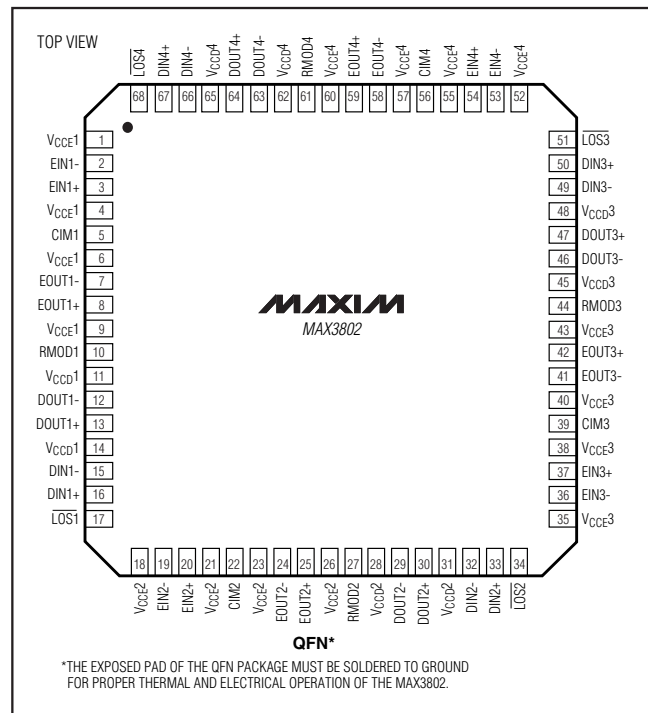 TOP VIEW
LOS4
DIN4+
DIN4-
VCCD4
DOUT4+
DOUT4-
VCCD4
RMOD4
VCCE4
EOUT4+
EOUT4-
VCCE4
CIM4
VCCE4
EIN4+
EIN4-
VCCE4
68 67 66 65 64 63 62 61 60 59 58 57 56 55 54 53 52
VCCE1 1
EIN1- 2
EIN1+ 3
VCCE1 4
CIM1 5
VCCE1 6
EOUT1- 7
EOUT1+ 8
VCCE1 9
RMOD1 10
VCCD1 11
DOUT1- 12
DOUT1+ 13
VCCD1 14
DIN1- 15
DIN1+ 16
LOS1 17
MAXIM
MAX3802
51 LOS3
50 DIN3+
49 DIN3-
48 VCCD3
47 DOUT3+
46 DOUT3-
45 VCCD3
44 RMOD3
43 VCCE3
42 EOUT3+
41 EOUT3-
40 VCCE3
39 CIM3
38 VCCE3
37 EIN3+
36 EIN3-
35 VCCE3
18 19 20 21 22 23 24 25 26 27 28 29 30 31 32 33 34
VCCE2
EIN2-
EIN2+
VCCE2
CIM2
VCCE2
EOUT2-
EOUT2+
VCCE2
RMOD2
VCCD2
DOUT2-
DOUT2+
VCCD2
DIN2-
DIN2+
LOS2
QFN*
*THE EXPOSED PAD OF THE QFN PACKAGE MUST BE SOLDERED TO GROUND
FOR PROPER THERMAL AND ELECTRICAL OPERATION OF THE MAX3802.